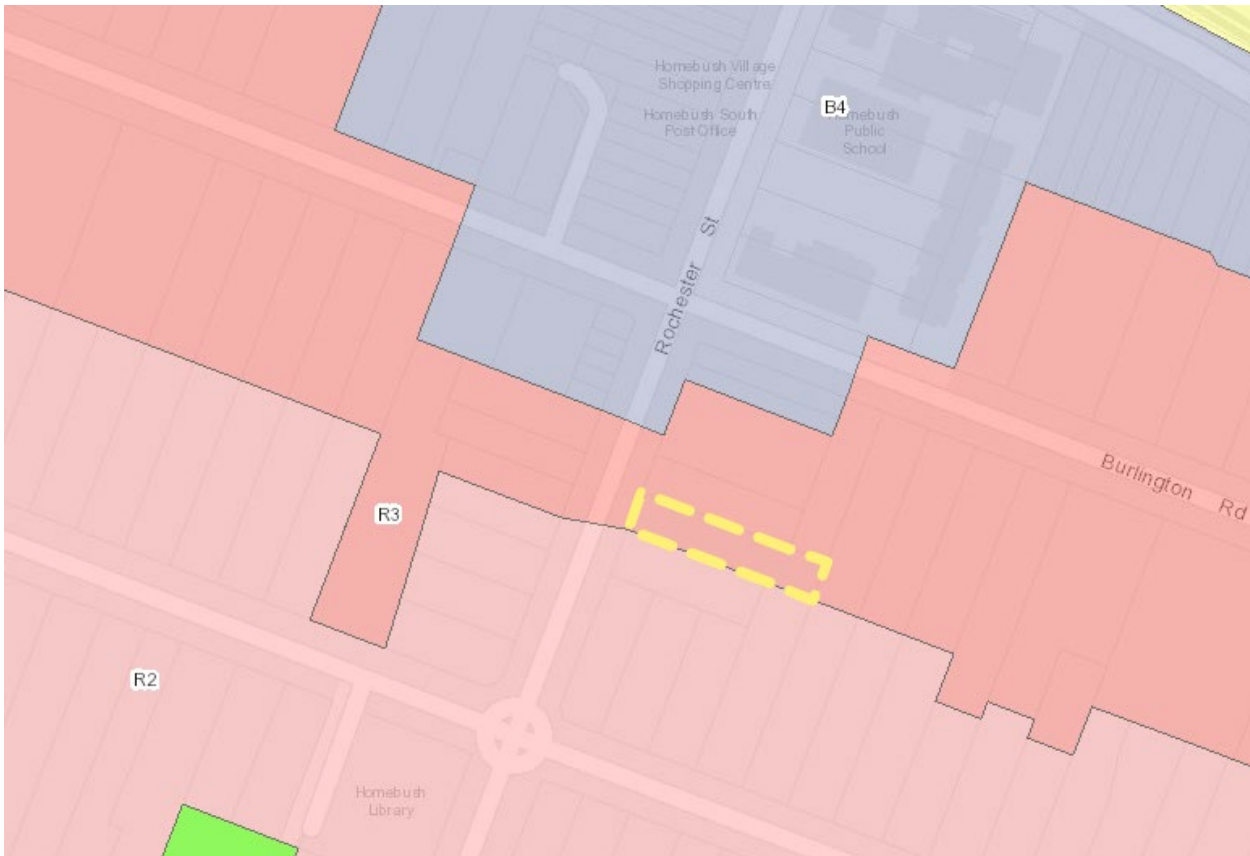 Homebush Village
Shopping Centre
B4
Homebush South
Post Office
Homebush
Public
School
Rochester St
Burlington Rd
R3
R2
Homebush
Library